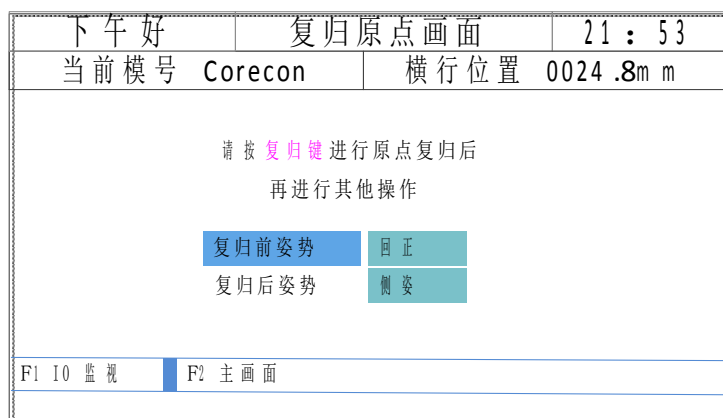 下午好 复归原点画面 21：53
当前模号 Corecon 横行位置 0024.8mm
请按复归键进行原点复归后
再进行其他操作
复归前姿势 回正
复归后姿势 侧姿
F1 IO 监视 F2 主画面